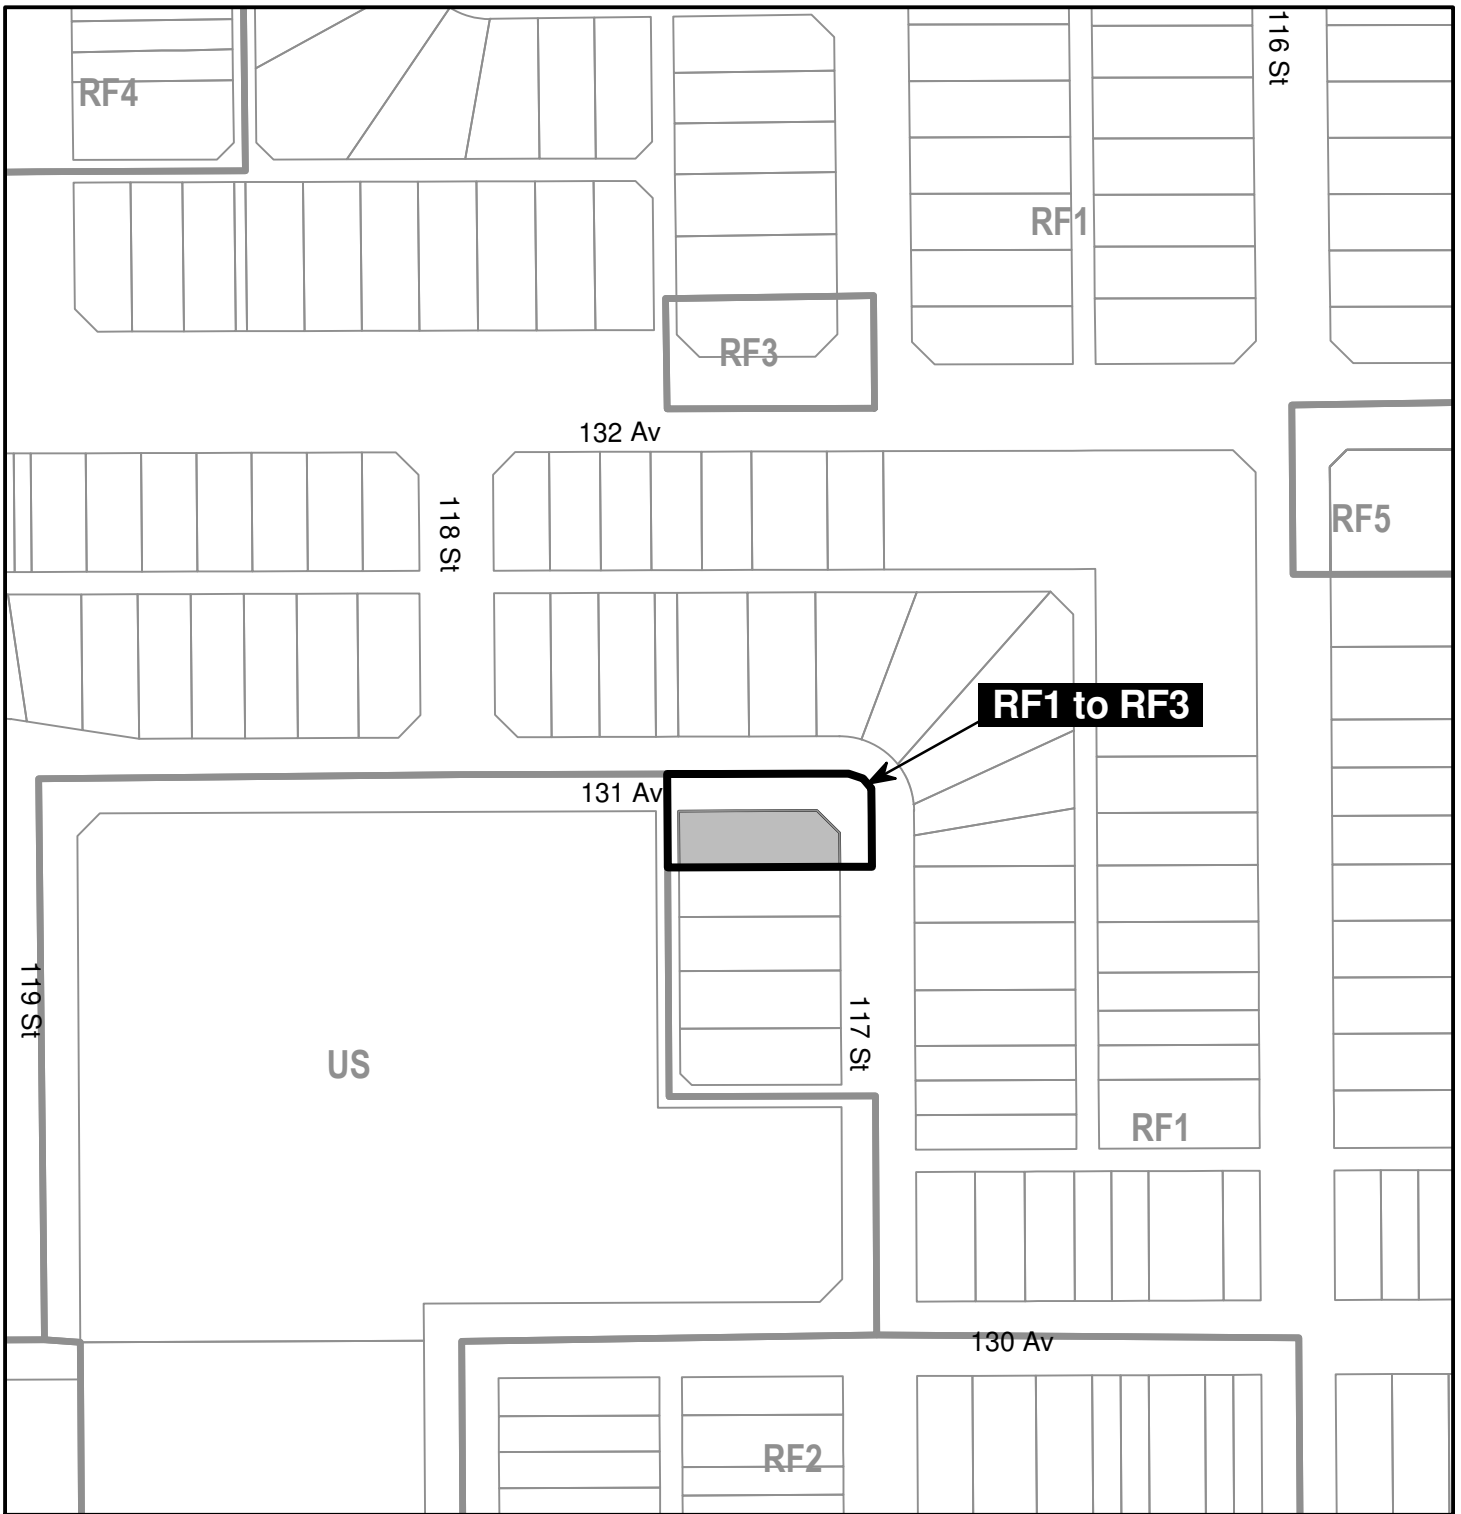 116 St
RF4
RF1
RF3
132 Av
118 St
RF5
RF1 to RF3
131 Av
119 St
117 St
US
RF1
130 Av
RF2